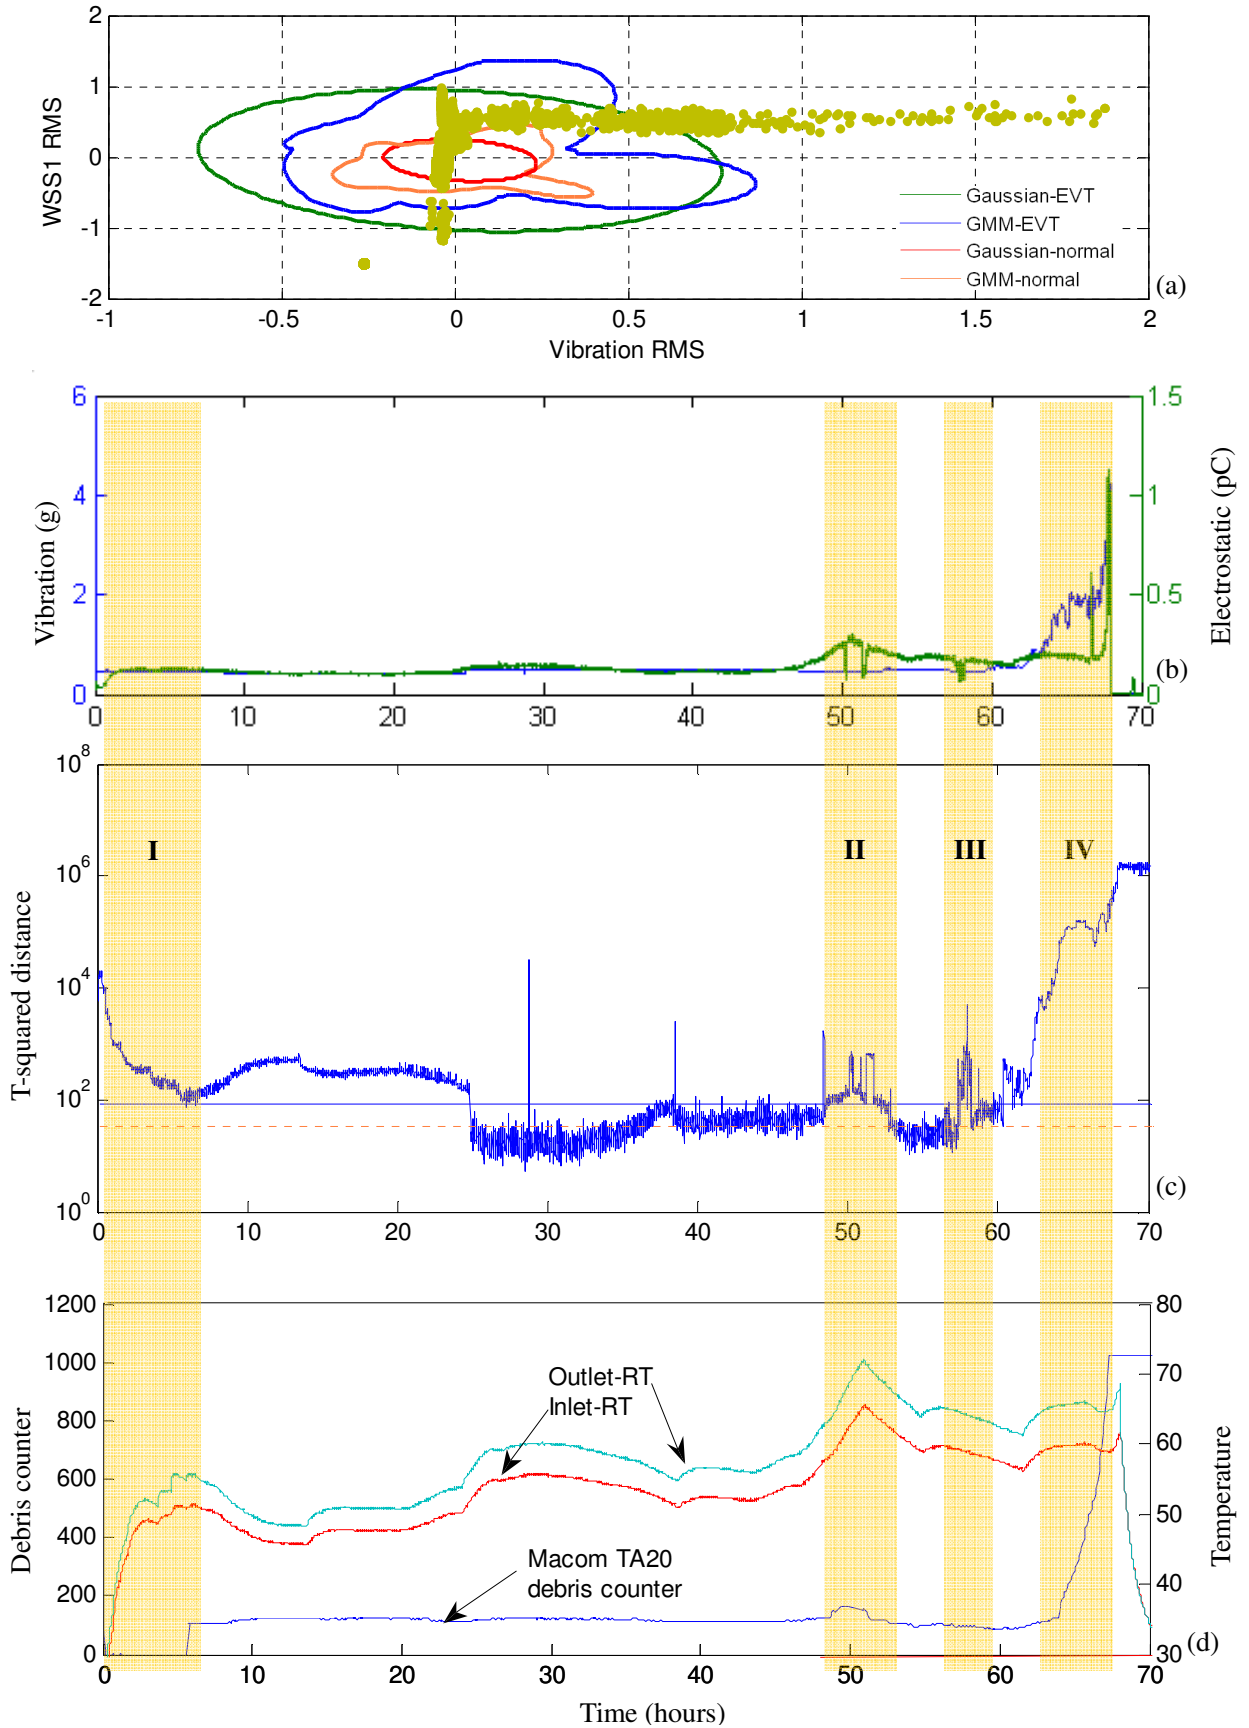 2
1
0
-1
-2
WSS1 RMS
Gaussian-EVT
GMM-EVT
Gaussian-normal
GMM-normal
(a)
-1 -0.5 0 0.5 1 1.5 2
Vibration RMS
6
4
2
0
Vibration (g)
1.5
1
0.5
0
Electrostatic (pC)
(b)
0 10 20 30 40 50 60 70
10^8
10^6
10^4
10^2
10^0
T-squared distance
I II III IV
(c)
0 10 20 30 40 50 60 70
1200
1000
800
600
400
200
0
Debris counter
Outlet-RT
Inlet-RT
Macom TA20
debris counter
80
70
60
50
40
30
Temperature
(d)
0 10 20 30 40 50 60 70
Time (hours)